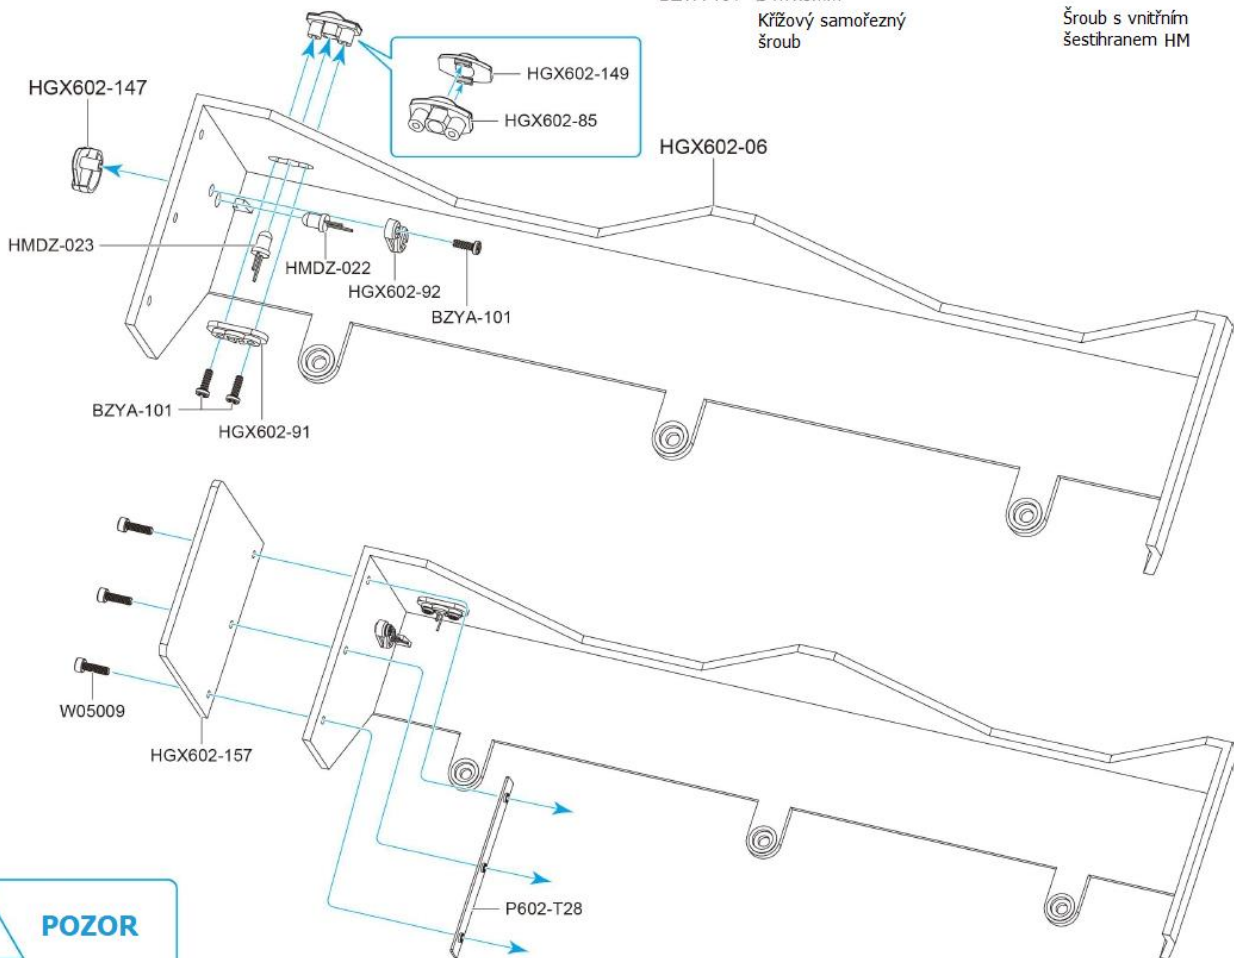 Křížový samořezný
šroub
Šroub s vnitřním
šestihranem HM
HGX602-147
HGX602-149
HGX602-85
HGX602-06
HMDZ-023
HMDZ-022
HGX602-92
BZYA-101
BZYA-101
HGX602-91
W05009
HGX602-157
P602-T28
POZOR